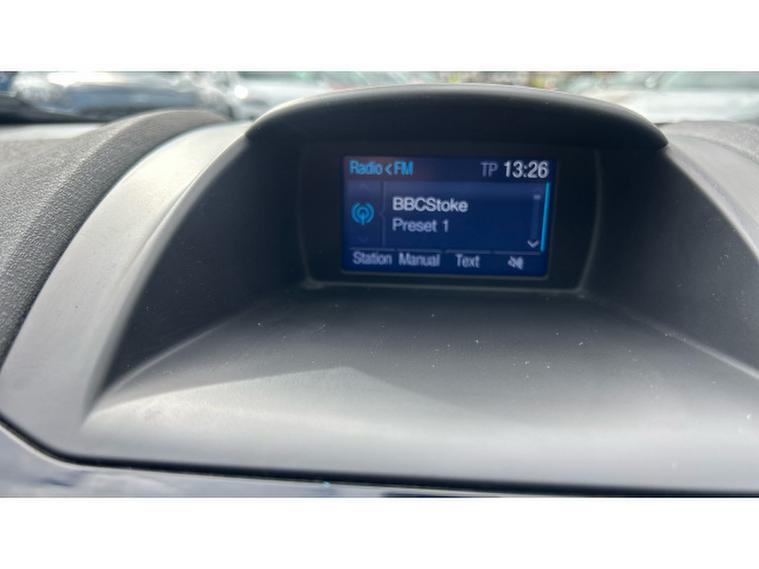 Radio < FM TP 13:26
BBCStoke
Preset 1
Station Manual Text